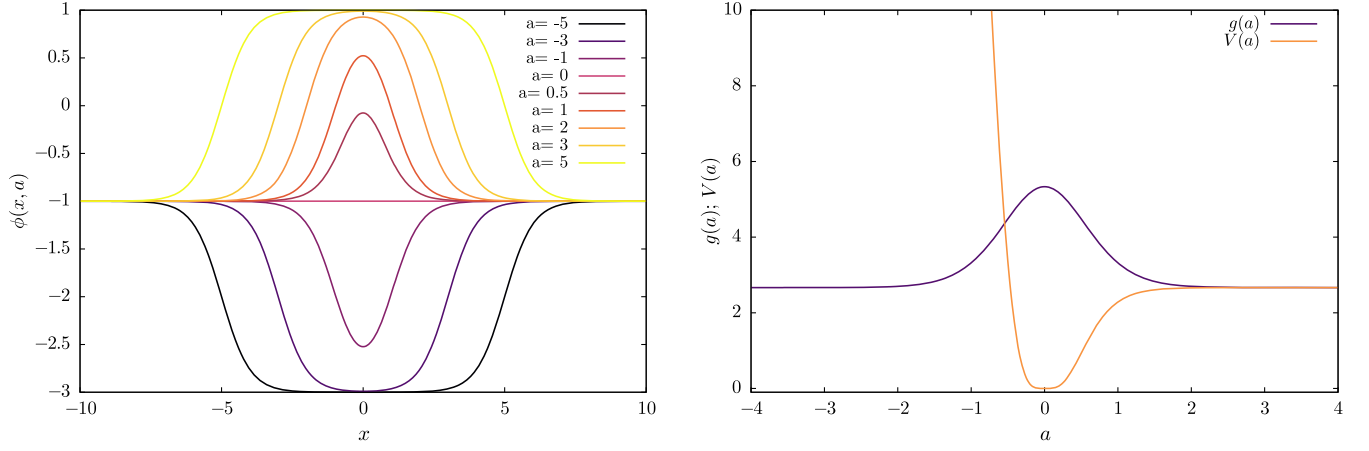 1
0.5
0
−0.5
−1
−1.5
−2
−2.5
−3
ϕ(x, a)
a= -5
a= -3
a= -1
a= 0
a= 0.5
a= 1
a= 2
a= 3
a= 5
−10
−5
0
5
10
x
10
8
6
4
2
0
g(a); V(a)
g(a)
V(a)
−4
−3
−2
−1
0
1
2
3
4
a